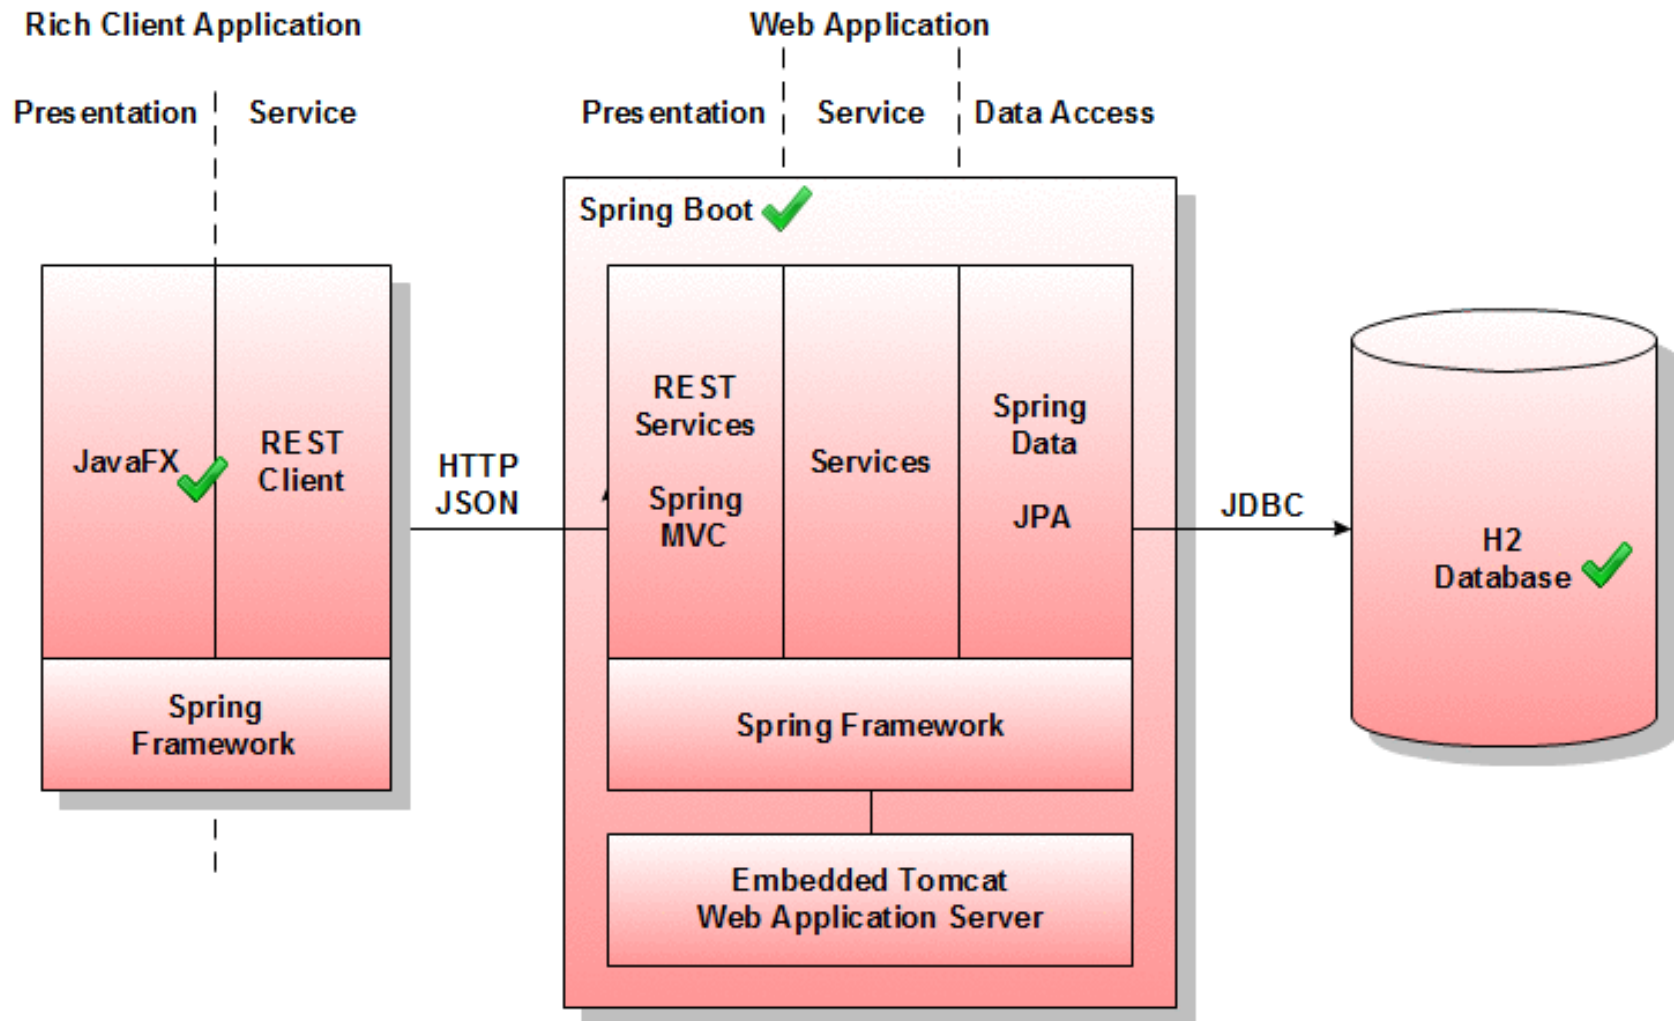 Rich Client Application
Web Application
Presentation
Service
Presentation
Service
Data Access
Spring Boot
JavaFX
REST
Client
HTTP
JSON
REST
Services
Spring
MVC
Services
Spring
Data
JPA
JDBC
H2
Database
Spring
Framework
Spring Framework
Embedded Tomcat
Web Application Server